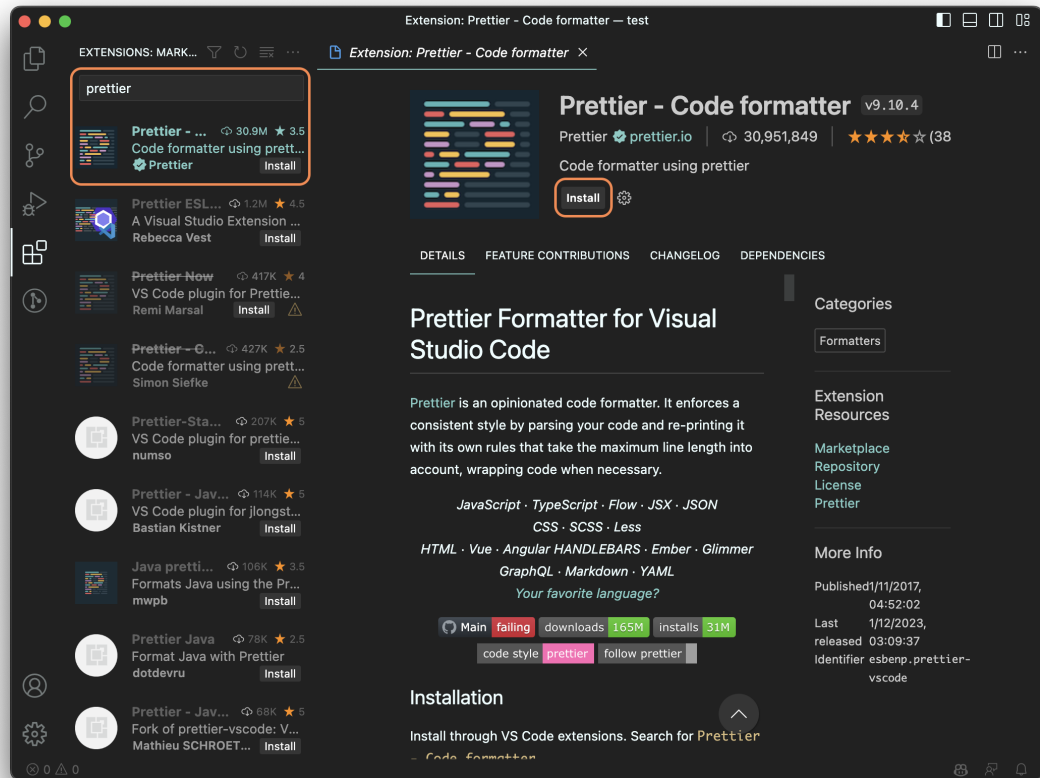 Extension: Prettier - Code formatter — test
EXTENSIONS: MARK...
Extension: Prettier - Code formatter
prettier
Prettier - ... 30.9M 3.5
Code formatter using prett...
Prettier Install
Prettier ESL... 1.2M 4.5
A Visual Studio Extension ...
Rebecca Vest Install
Prettier Now 417K 4
VS Code plugin for Prettie...
Remi Marsal Install
Prettier - C... 427K 2.5
Code formatter using prett...
Simon Siefke
Prettier-Sta... 207K 5
VS Code plugin for prettie...
numso Install
Prettier - Jav... 114K 5
VS Code plugin for jlongst...
Bastian Kistner Install
Java pretti... 106K 3.5
Formats Java using the Pr...
mwpb Install
Prettier Java 78K 2.5
Format Java with Prettier
dotdevru Install
Prettier - Jav... 68K 5
Fork of prettier-vscode: V...
Mathieu SCHROET... Install
0 0
Prettier - Code formatter v9.10.4
Prettier prettier.io 30,951,849 (38
Code formatter using prettier
Install
DETAILS FEATURE CONTRIBUTIONS CHANGELOG DEPENDENCIES
Prettier Formatter for Visual
Studio Code
Prettier is an opinionated code formatter. It enforces a
consistent style by parsing your code and re-printing it
with its own rules that take the maximum line length into
account, wrapping code when necessary.
JavaScript · TypeScript · Flow · JSX · JSON
CSS · SCSS · Less
HTML · Vue · Angular HANDLEBARS · Ember · Glimmer
GraphQL · Markdown · YAML
Your favorite language?
Main failing downloads 165M installs 31M
code style prettier follow prettier
Installation
Install through VS Code extensions. Search for Prettier
- Code formatter
Categories
Formatters
Extension
Resources
Marketplace
Repository
License
Prettier
More Info
Published 1/11/2017,
04:52:02
Last 1/12/2023,
released 03:09:37
Identifier esbenp.prettier-
vscode